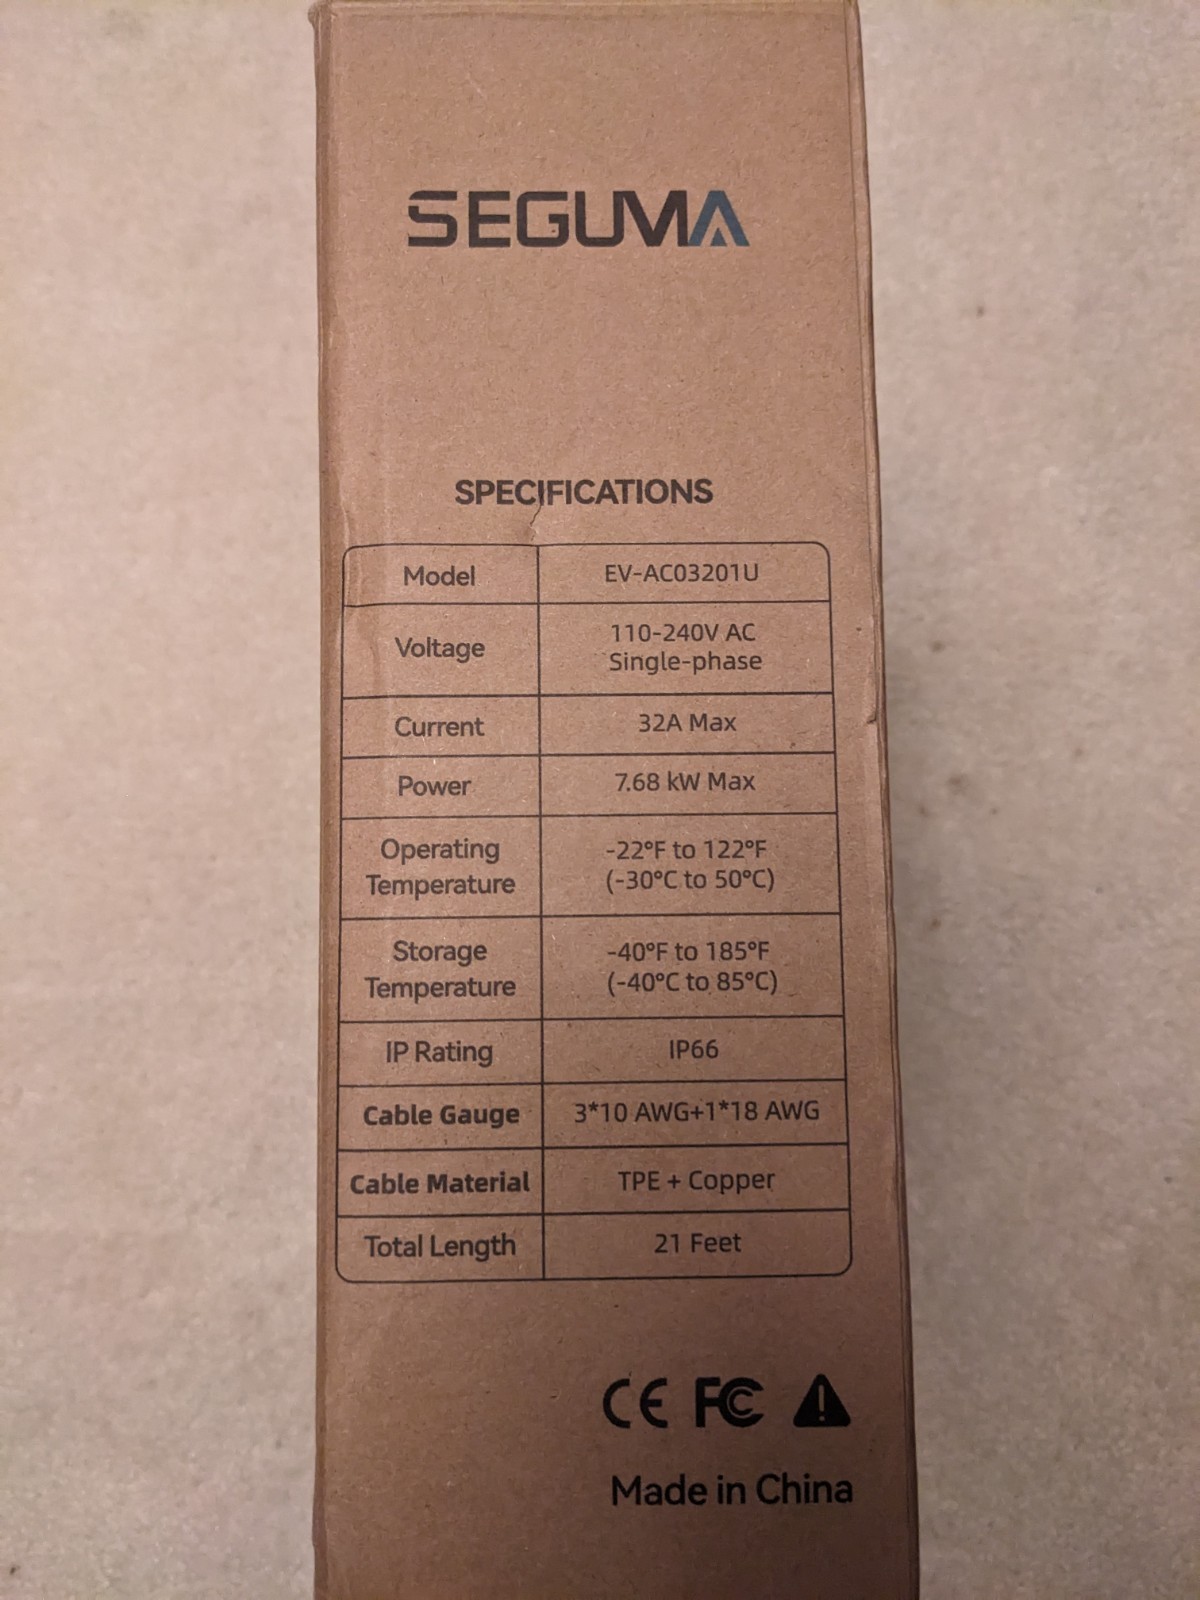 SEGUMA
SPECIFICATIONS
Model EV-AC03201U
Voltage 110-240V AC
Single-phase
Current 32A Max
Power 7.68 kW Max
Operating Temperature -22°F to 122°F
(-30°C to 50°C)
Storage Temperature -40°F to 185°F
(-40°C to 85°C)
IP Rating IP66
Cable Gauge 3*10 AWG+1*18 AWG
Cable Material TPE + Copper
Total Length 21 Feet
CE FC
Made in China